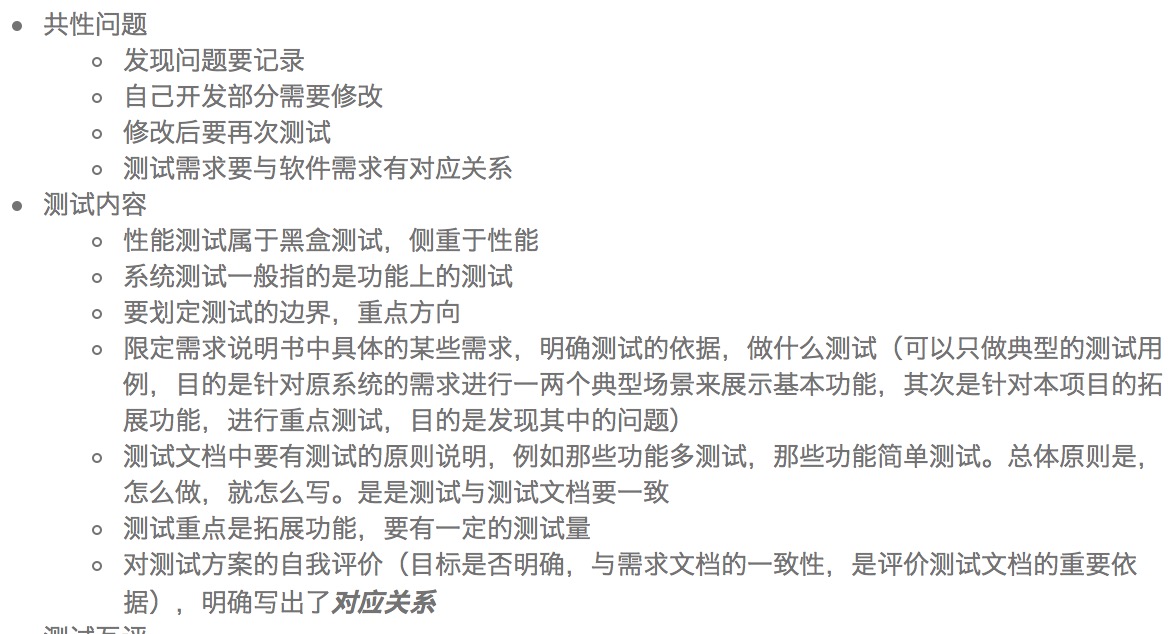 共性问题
发现问题要记录
自己开发部分需要修改
修改后要再次测试
测试需求要与软件需求有对应关系
测试内容
性能测试属于黑盒测试，侧重于性能
系统测试一般指的是功能上的测试
要划定测试的边界，重点方向
限定需求说明书中具体的某些需求，明确测试的依据，做什么测试（可以只做典型的测试用
例，目的是针对原系统的需求进行一两个典型场景来展示基本功能，其次是针对本项目的拓
展功能，进行重点测试，目的是发现其中的问题）
测试文档中要有测试的原则说明，例如那些功能多测试，那些功能简单测试。总体原则是，
怎么做，就怎么写。是是测试与测试文档要一致
测试重点是拓展功能，要有一定的测试量
对测试方案的自我评价（目标是否明确，与需求文档的一致性，是评价测试文档的重要依
据），明确写出了对应关系
测试互评